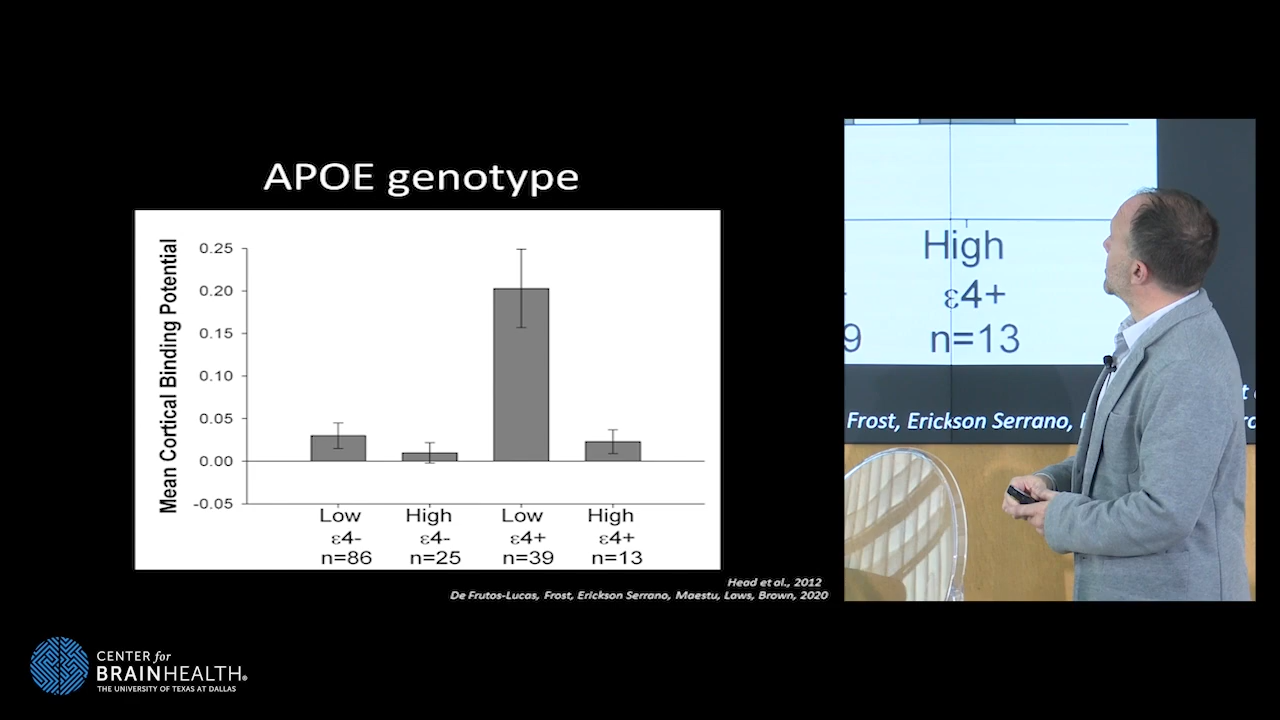 APOE genotype
Mean Cortical Binding Potential
0.25
0.20
0.15
0.10
0.05
0.00
-0.05
Low High Low High
ε4- ε4- ε4+ ε4+
n=86 n=25 n=39 n=13
Head et al., 2012
De Frutos-Lucas, Frost, Erickson Serrano, Maestu, Laws, Brown, 2020
High
ε4+
9 n=13
Frost, Erickson Serrano,
CENTER for
BRAINHEALTH®
THE UNIVERSITY OF TEXAS AT DALLAS